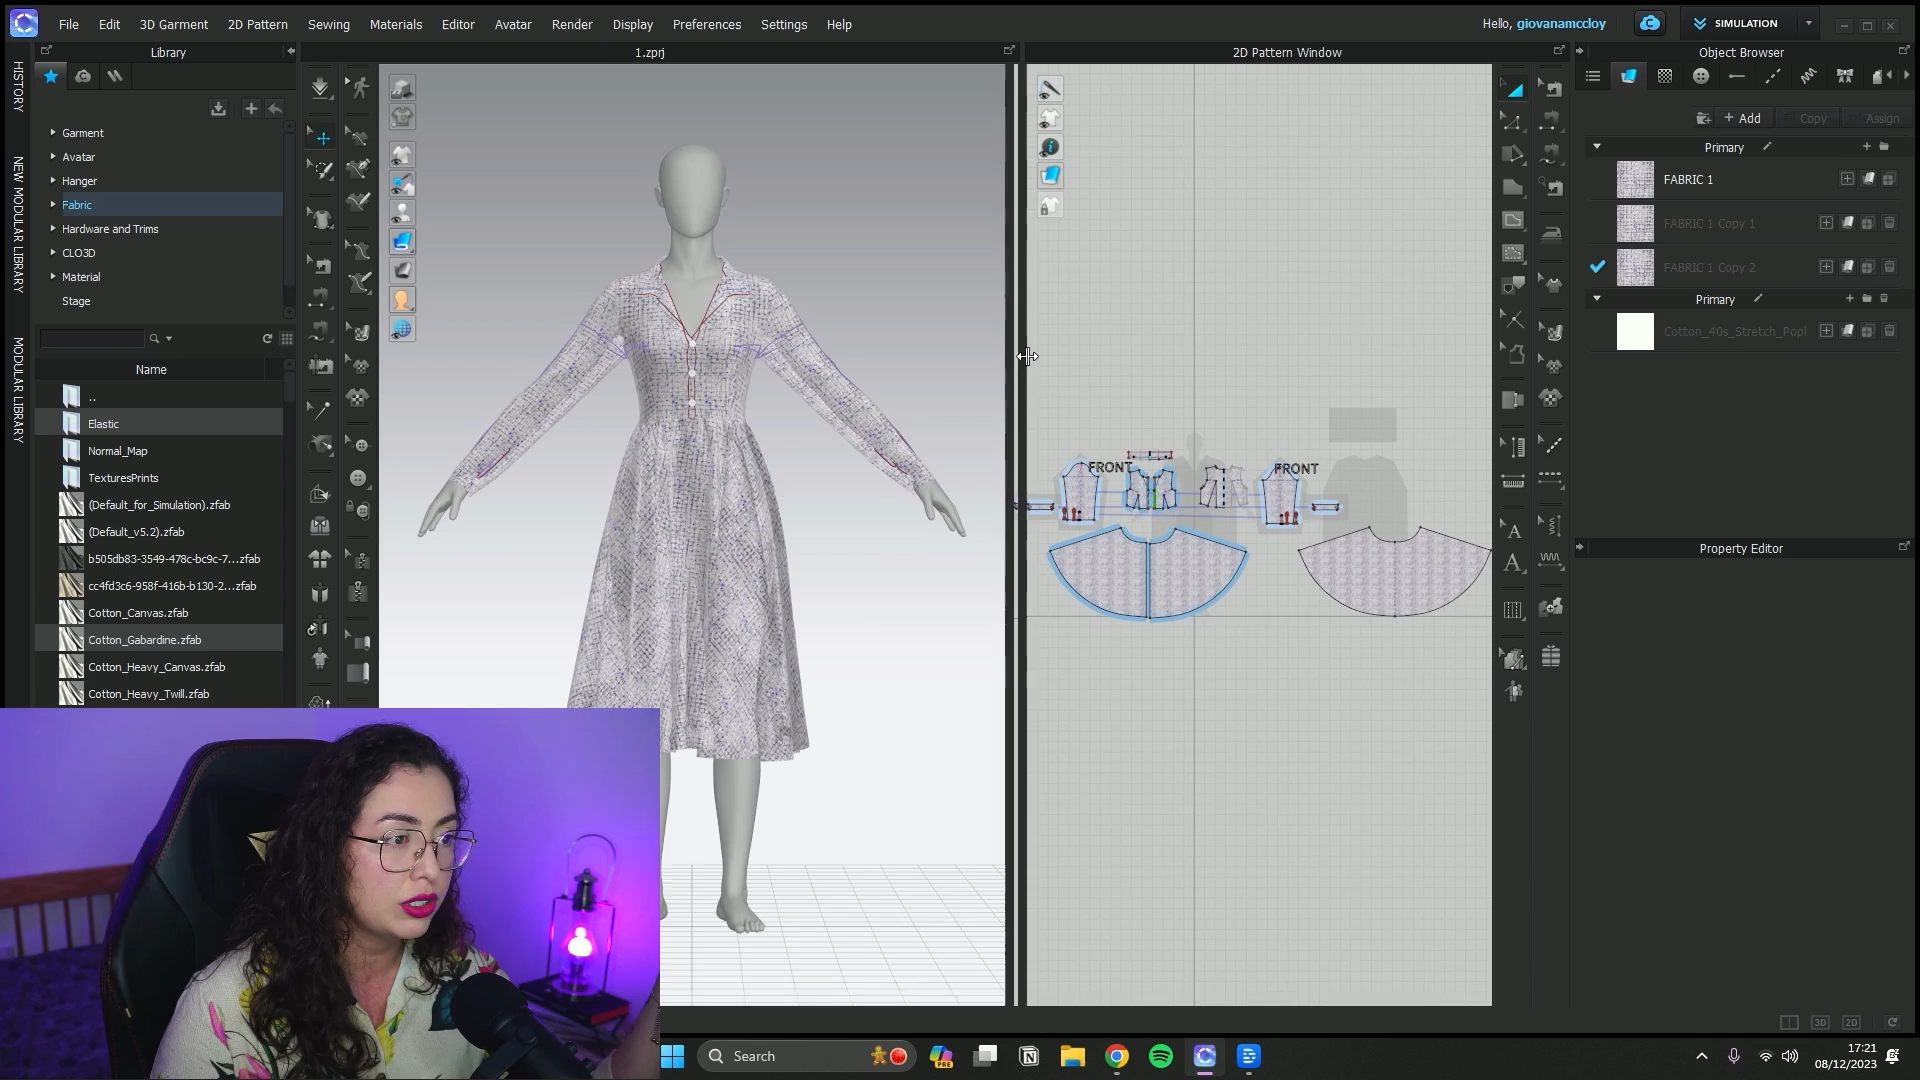 File Edit 3D Garment 2D Pattern Sewing Materials Editor Avatar Render Display Preferences Settings Help
Hello, giovanamccloy
SIMULATION
Library
1.zprj
2D Pattern Window
Object Browser
HISTORY
NEW MODULAR LIBRARY
MODULAR LIBRARY
Garment
Avatar
Hanger
Fabric
Hardware and Trims
CLO3D
Material
Stage
Name
..
Elastic
Normal_Map
TexturesPrints
(Default_for_Simulation).zfab
(Default_v5.2).zfab
b505db83-3549-478c-bc9c-7...zfab
cc4fd3c6-958f-416b-b130-2...zfab
Cotton_Canvas.zfab
Cotton_Gabardine.zfab
Cotton_Heavy_Canvas.zfab
Cotton_Heavy_Twill.zfab
FRONT
FRONT
+ Add
Copy
Assign
Primary
FABRIC 1
FABRIC 1 Copy 1
FABRIC 1 Copy 2
Primary
Cotton_40s_Stretch_Popl
Property Editor
3D
2D
Search
PRE
17:21
08/12/2023